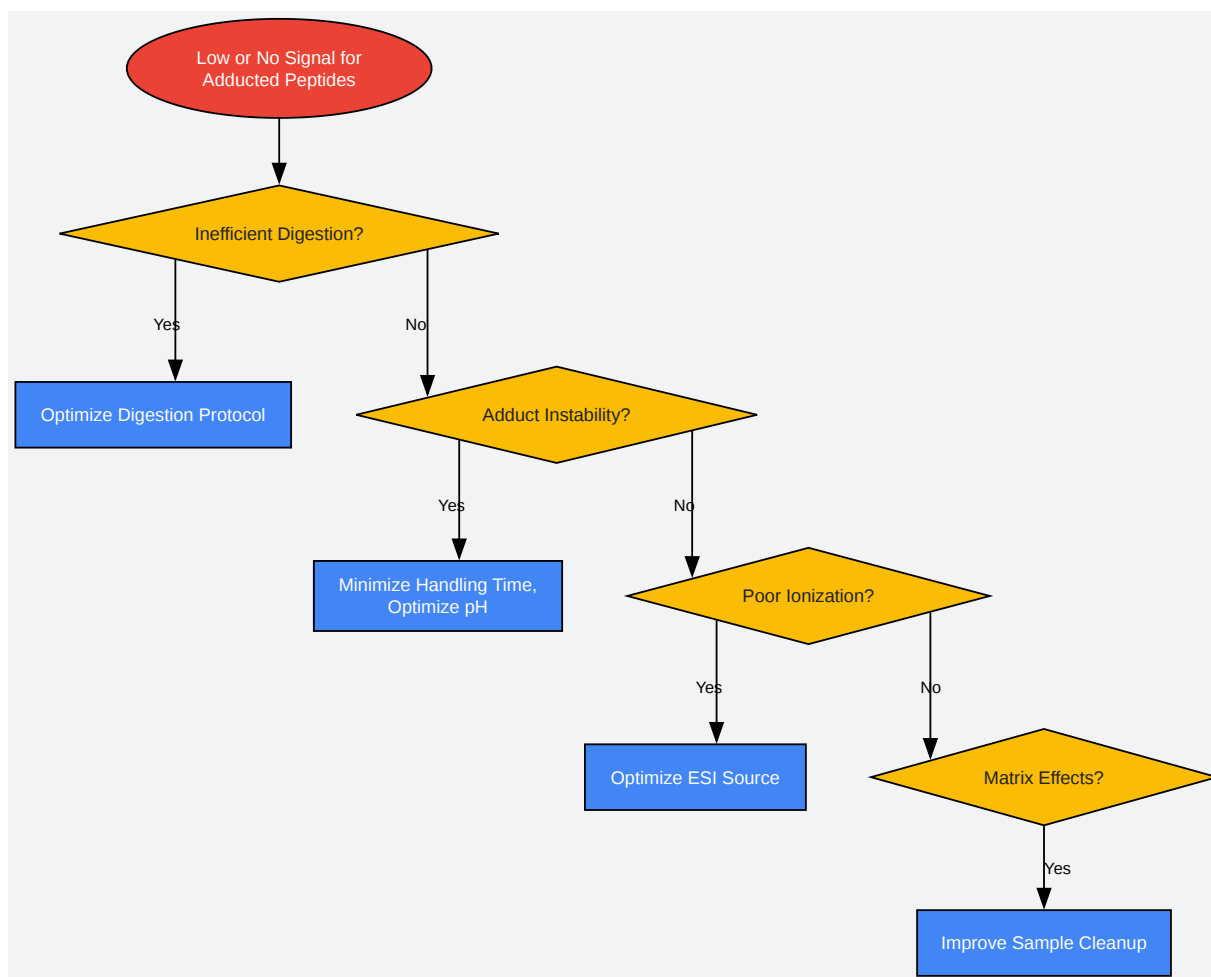 Low or No Signal for
Adducted Peptides
Inefficient Digestion?
Yes
No
Optimize Digestion Protocol
Adduct Instability?
Yes
No
Minimize Handling Time,
Optimize pH
Poor Ionization?
Yes
No
Optimize ESI Source
Matrix Effects?
Yes
Improve Sample Cleanup